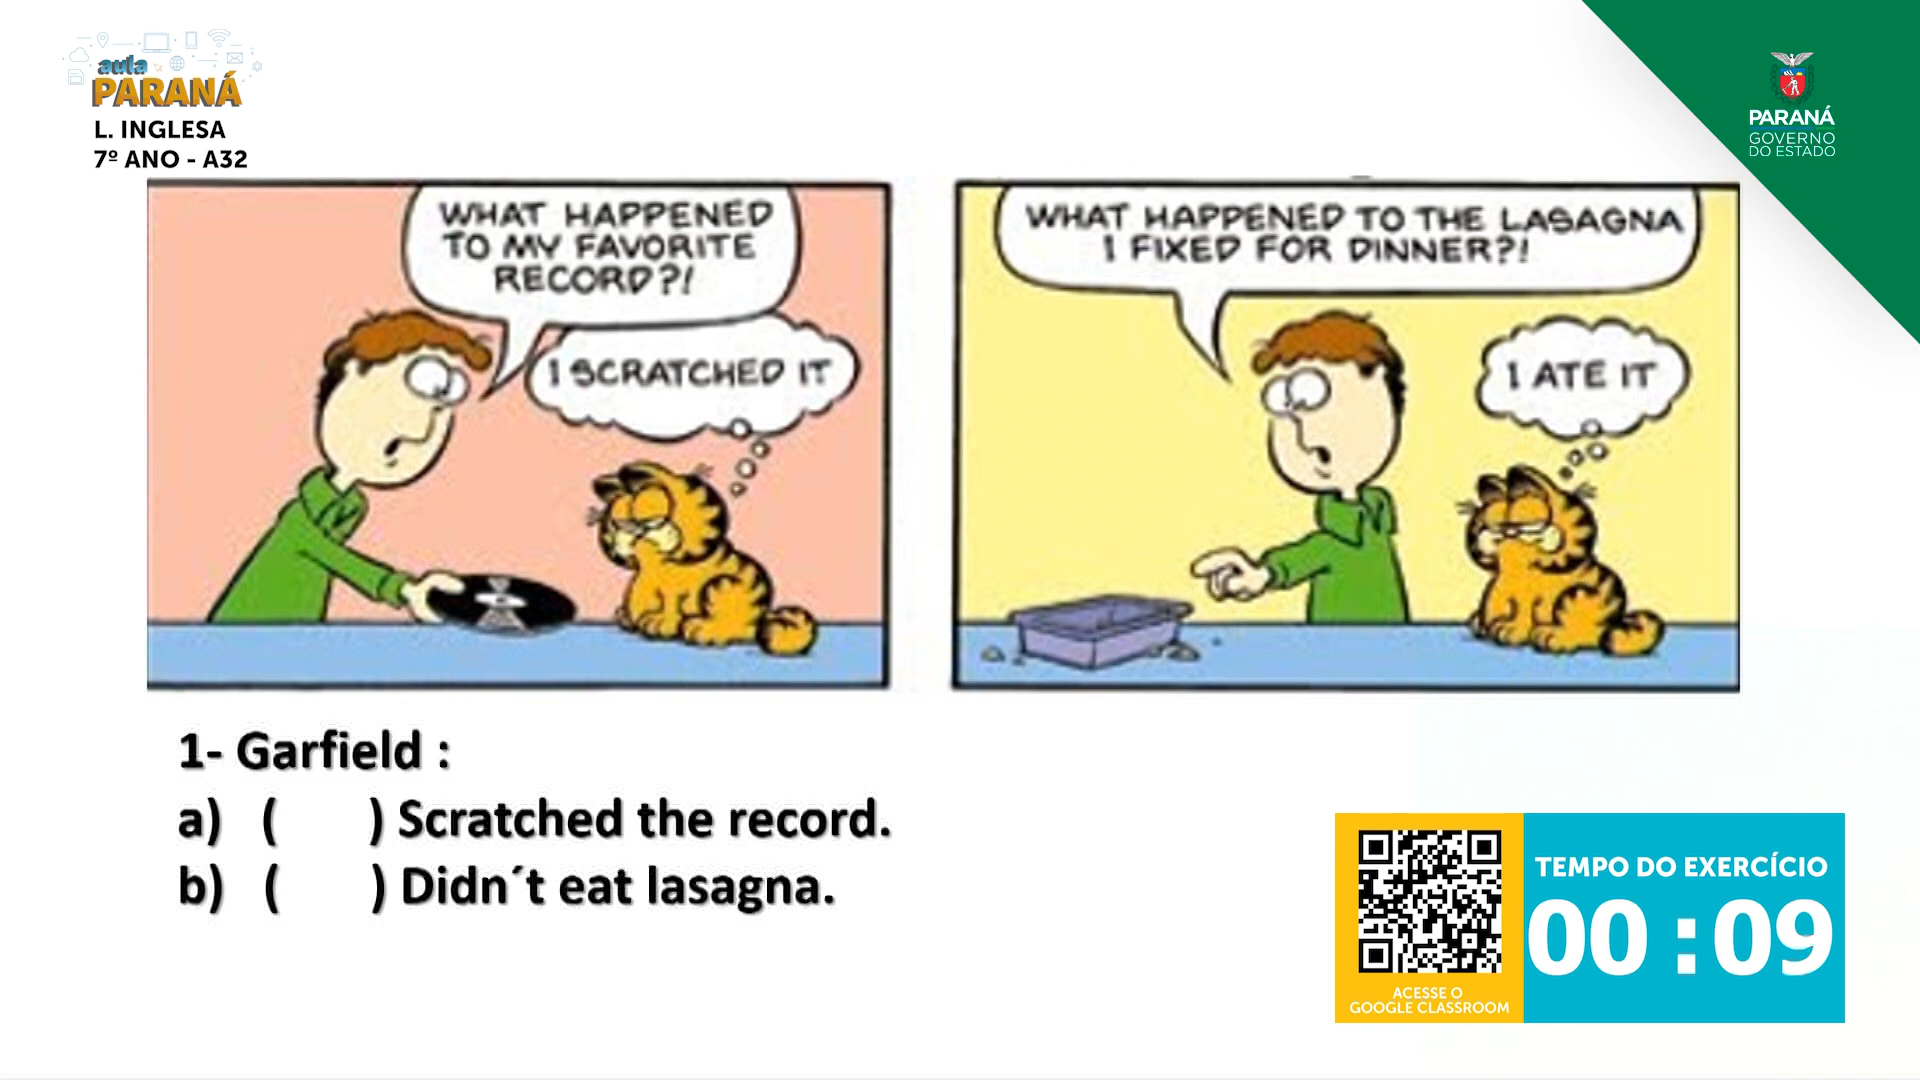 aula
PARANÁ
L. INGLESA
7º ANO - A32
PARANÁ
GOVERNO
DO ESTADO
WHAT HAPPENED
TO MY FAVORITE
RECORD?!
I SCRATCHED IT
WHAT HAPPENED TO THE LASAGNA
I FIXED FOR DINNER?!
I ATE IT
1- Garfield :
a) ( ) Scratched the record.
b) ( ) Didn´t eat lasagna.
TEMPO DO EXERCÍCIO
00 : 09
ACESSE O
GOOGLE CLASSROOM